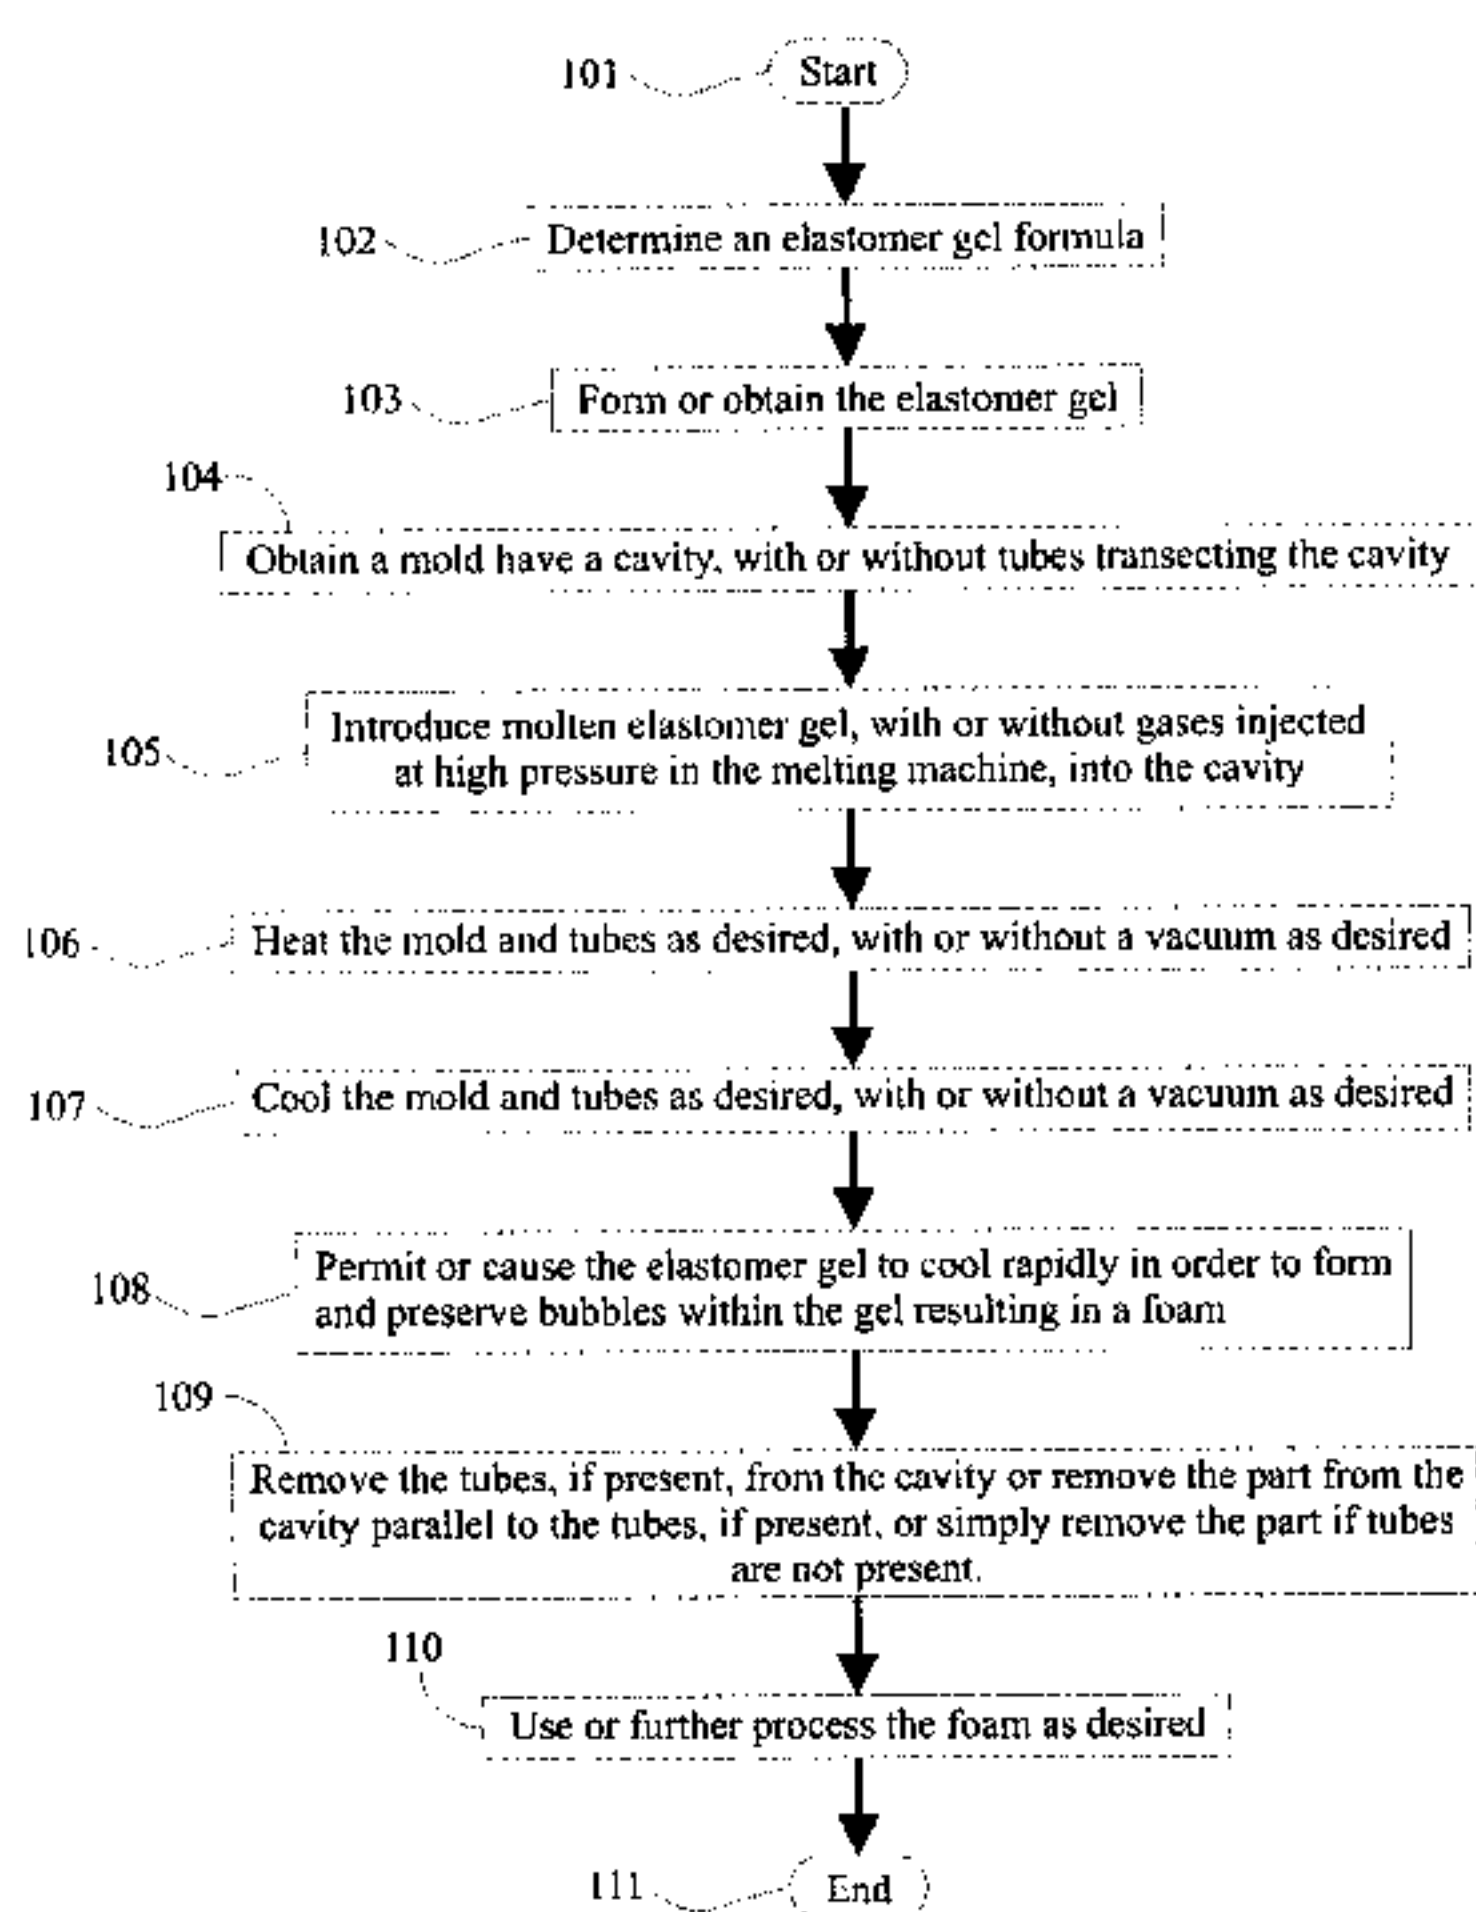 101
Start
102
Determine an elastomer gel formula
103
Form or obtain the elastomer gel
104
Obtain a mold have a cavity, with or without tubes transecting the cavity
105
Introduce molten elastomer gel, with or without gases injected
at high pressure in the melting machine, into the cavity
106
Heat the mold and tubes as desired, with or without a vacuum as desired
107
Cool the mold and tubes as desired, with or without a vacuum as desired
108
Permit or cause the elastomer gel to cool rapidly in order to form
and preserve bubbles within the gel resulting in a foam
109
Remove the tubes, if present, from the cavity or remove the part from the
cavity parallel to the tubes, if present, or simply remove the part if tubes
are not present.
110
Use or further process the foam as desired
111
End